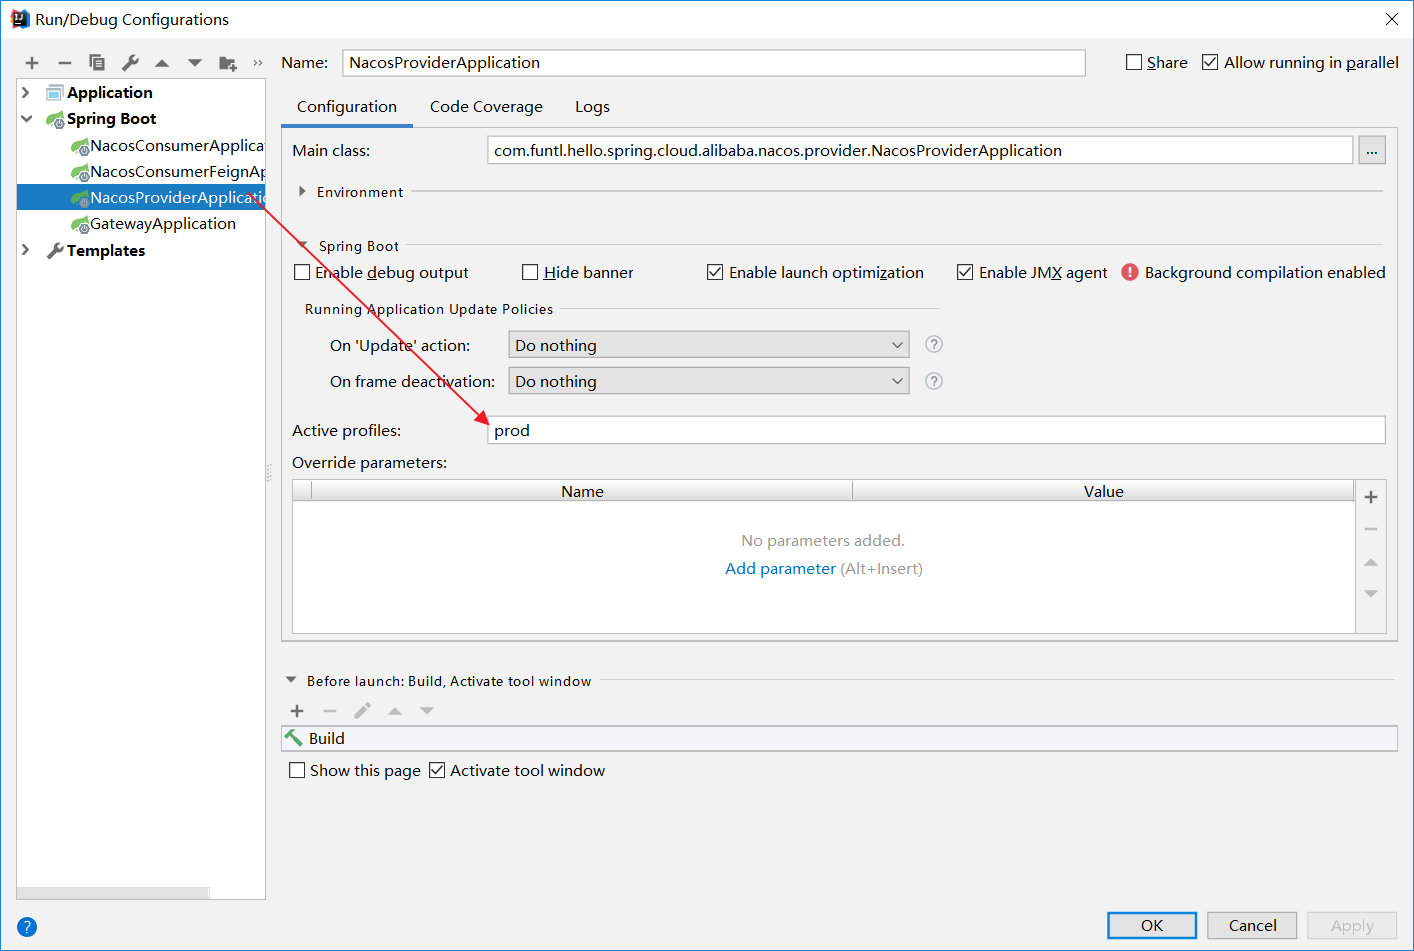 Run/Debug Configurations
Name: NacosProviderApplication Share Allow running in parallel
Application
Spring Boot
NacosConsumerApplica
NacosConsumerFeignAp
NacosProviderApplicatio
GatewayApplication
Templates
Configuration Code Coverage Logs
Main class: com.funtl.hello.spring.cloud.alibaba.nacos.provider.NacosProviderApplication ...
Environment
Spring Boot
Enable debug output Hide banner Enable launch optimization Enable JMX agent Background compilation enabled
Running Application Update Policies
On 'Update' action: Do nothing ?
On frame deactivation: Do nothing ?
Active profiles: prod
Override parameters:
Name Value
No parameters added.
Add parameter (Alt+Insert)
Before launch: Build, Activate tool window
Build
Show this page Activate tool window
? OK Cancel Apply